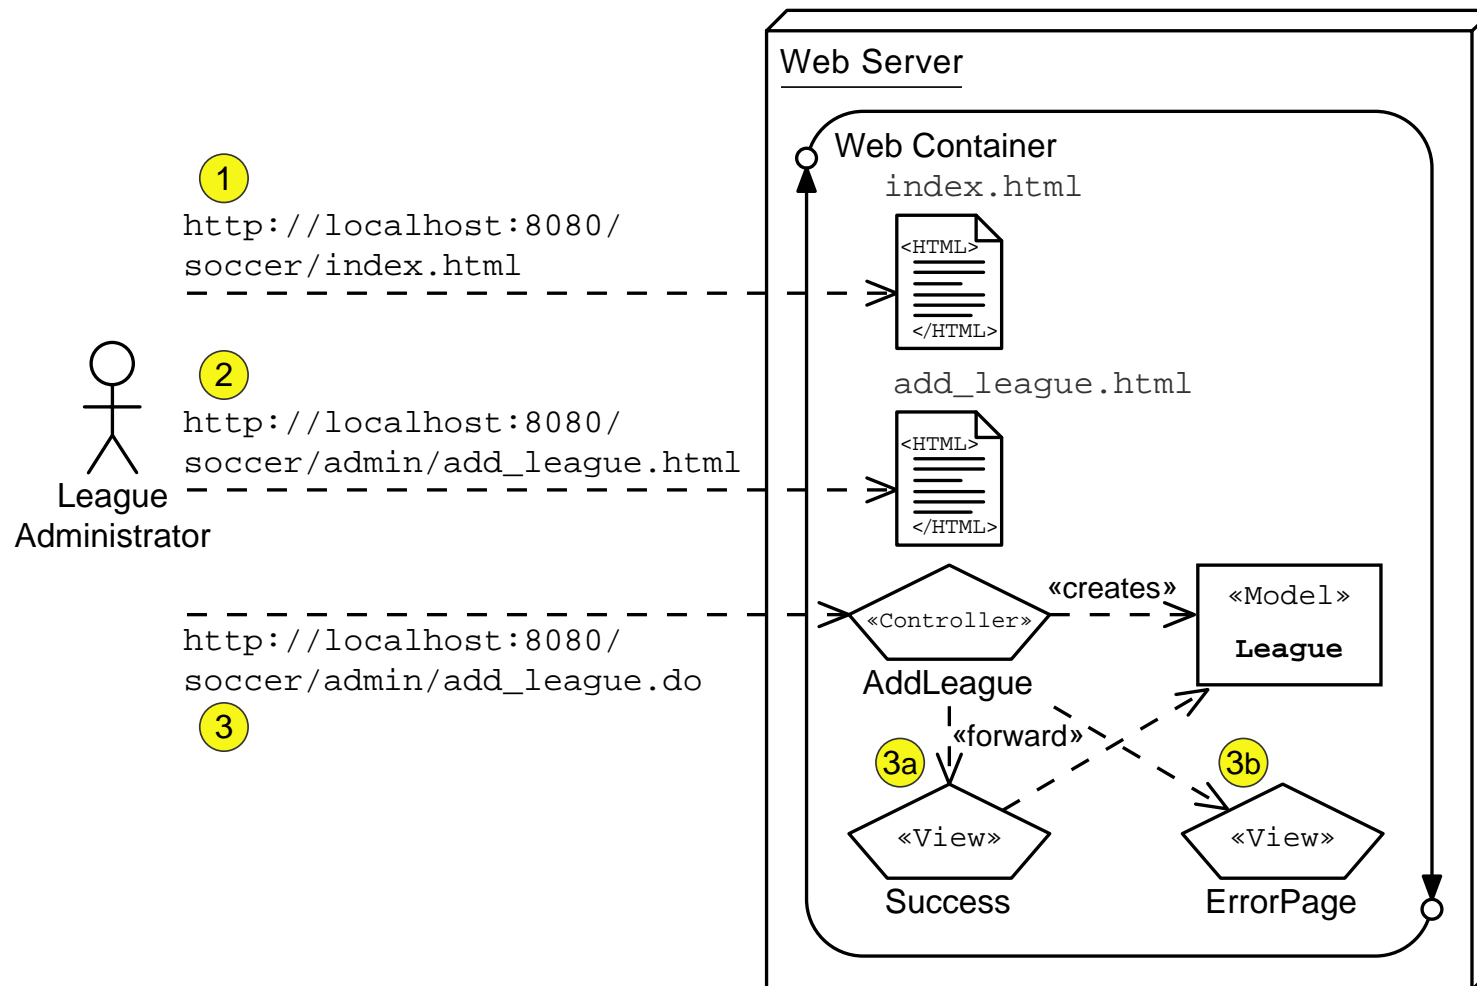 Web Server
Web Container
1
index.html
http://localhost:8080/
soccer/index.html
<HTML>
</HTML>
2
add_league.html
http://localhost:8080/
soccer/admin/add_league.html
<HTML>
</HTML>
League
Administrator
«creates»
«Model»
League
«Controller»
AddLeague
http://localhost:8080/
soccer/admin/add_league.do
3
«forward»
3a
3b
«View»
Success
«View»
ErrorPage